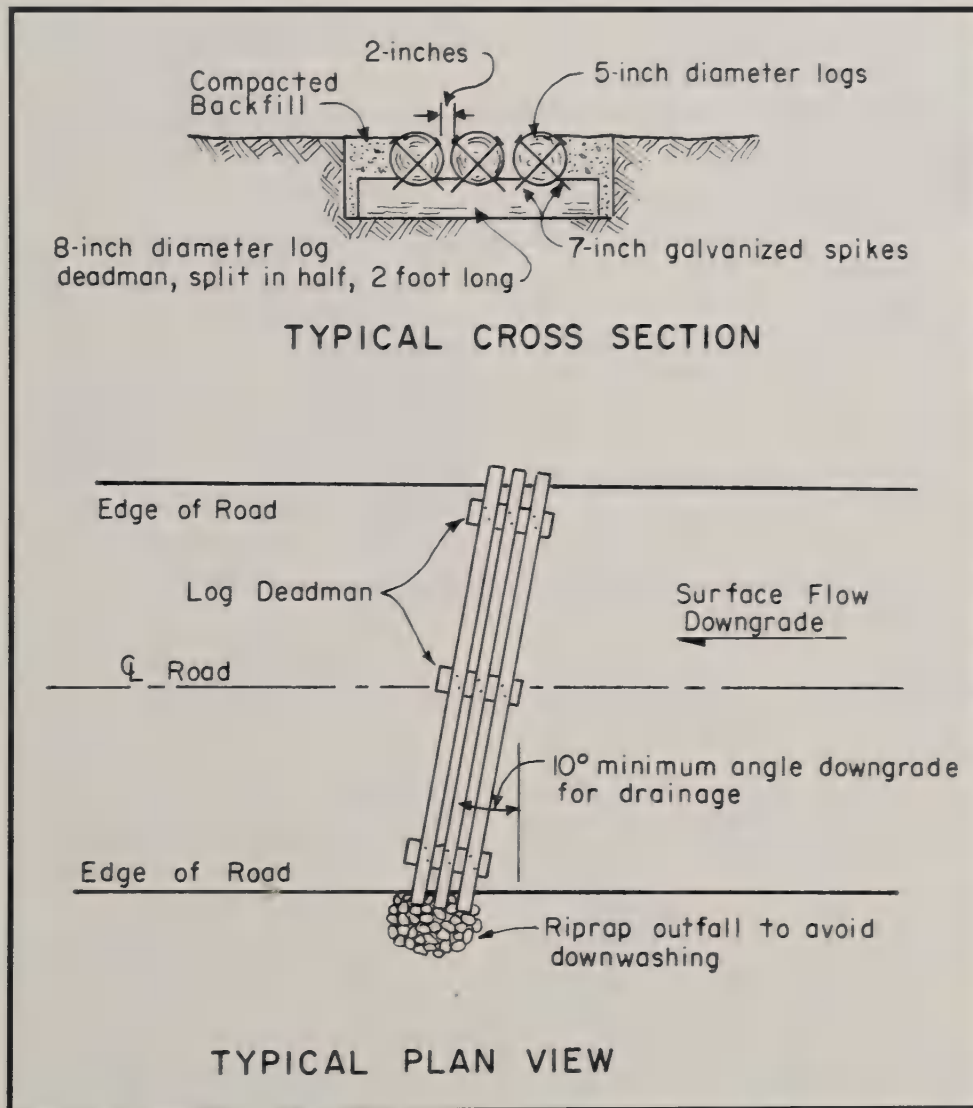 2-inches
Compacted
Backfill
5-inch diameter logs
8-inch diameter log
deadman, split in half, 2 foot long
7-inch galvanized spikes
TYPICAL CROSS SECTION
Edge of Road
Log Deadman
Surface Flow
Downgrade
℄ Road
10° minimum angle downgrade
for drainage
Edge of Road
Riprap outfall to avoid
downwashing
TYPICAL PLAN VIEW